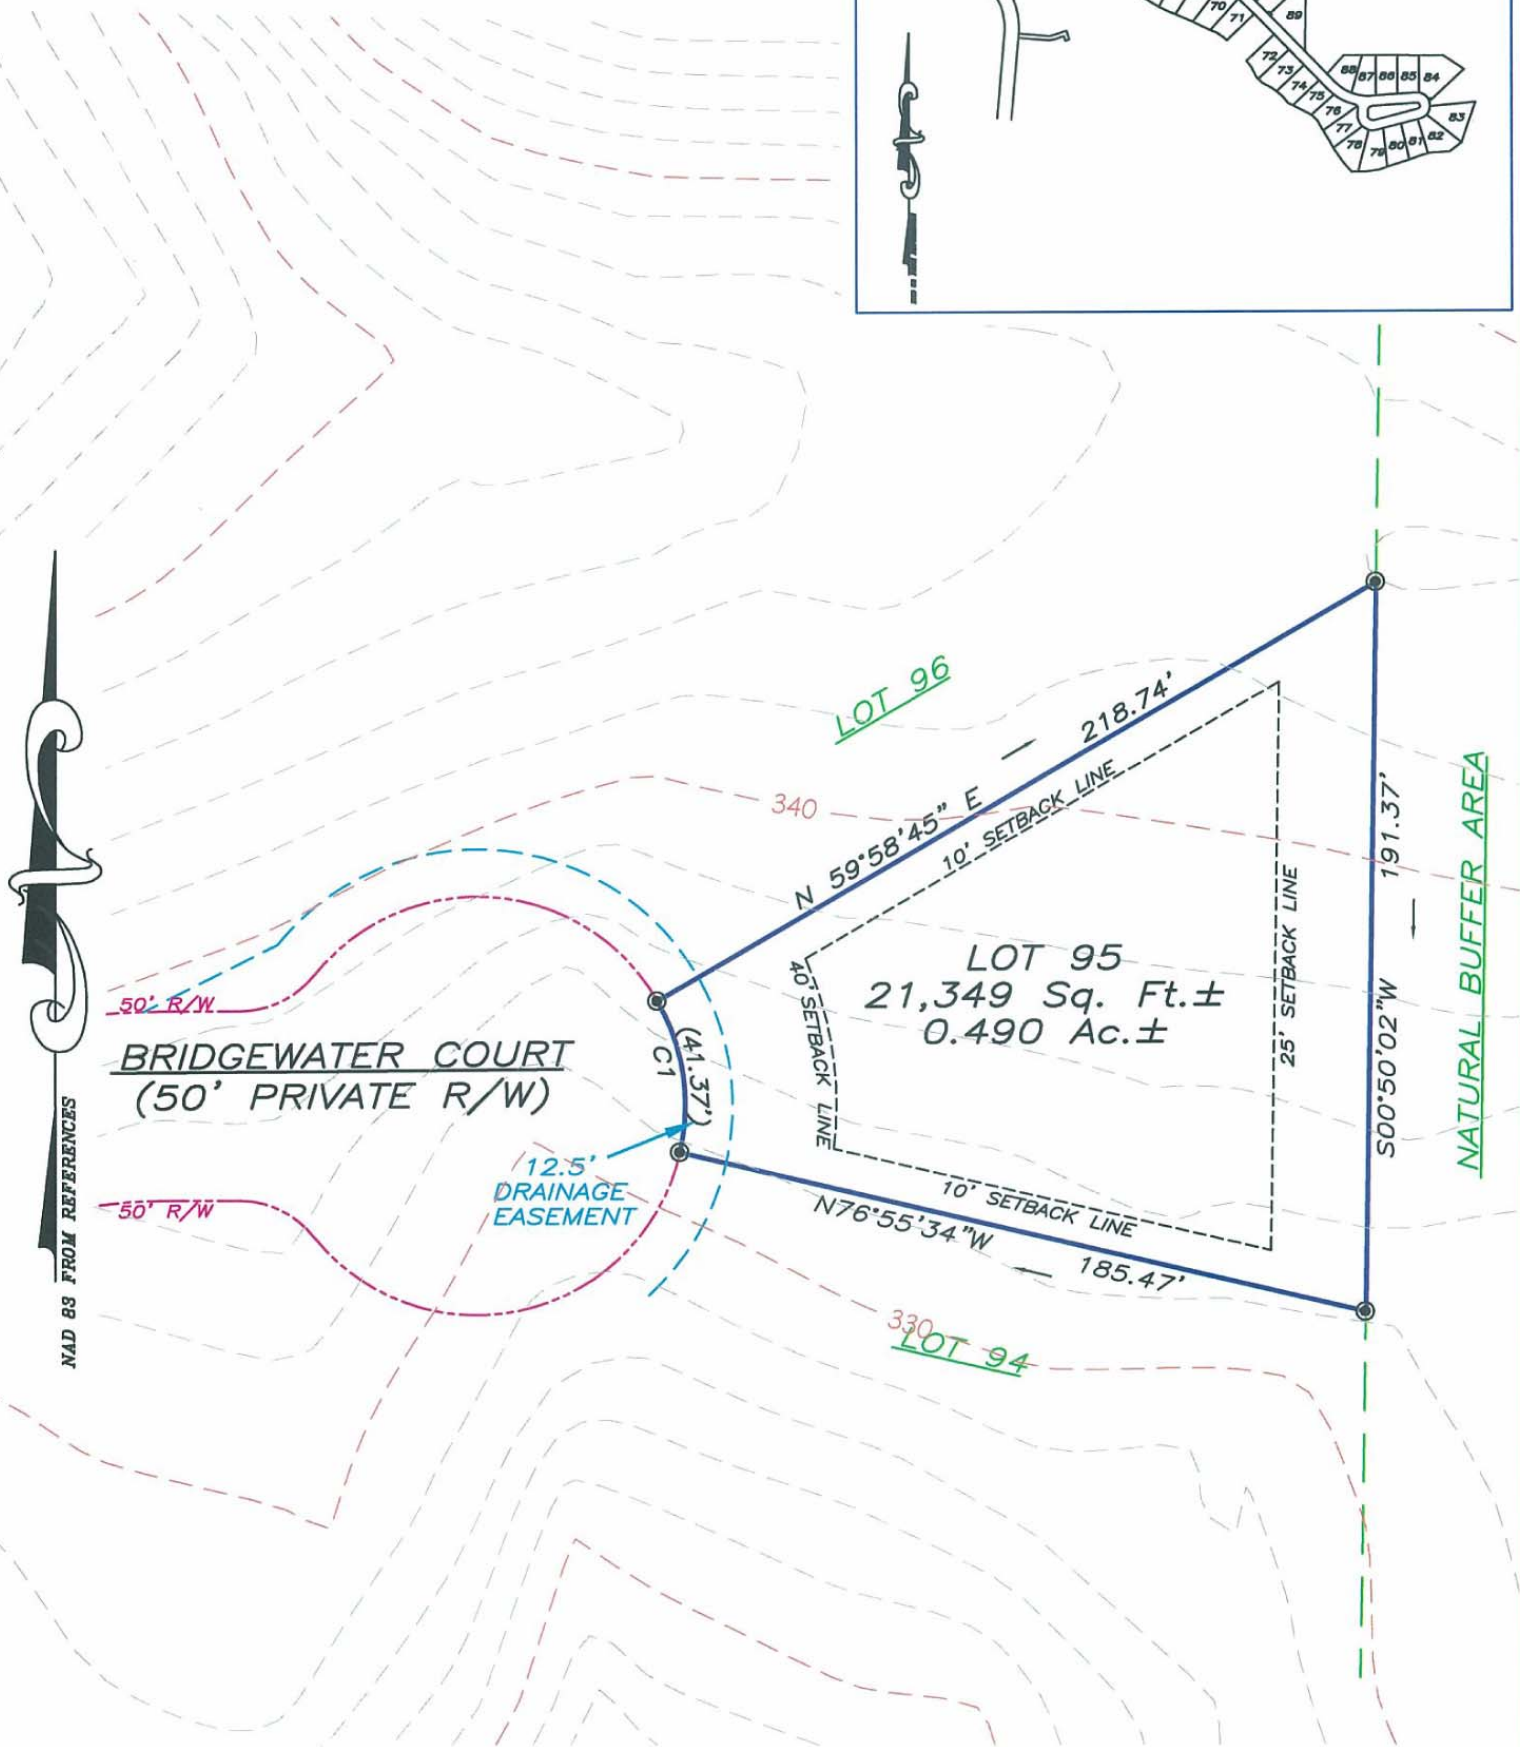 70
71
89
72
73
74
75
76
77
78
79
80
81
82
83
88
87
86
85
84
LOT 96
218.74'
340
N 59°58'45" E
10' SETBACK LINE
191.37'
S00°50'02"W
NATURAL BUFFER AREA
25' SETBACK LINE
LOT 95
21,349 Sq. Ft.±
0.490 Ac.±
40' SETBACK LINE
50' R/W
BRIDGEWATER COURT
(50' PRIVATE R/W)
(41.37')
C1
12.5'
DRAINAGE
EASEMENT
50' R/W
10' SETBACK LINE
N76°55'34"W
185.47'
330
LOT 94
NAD 83 FROM REFERENCES